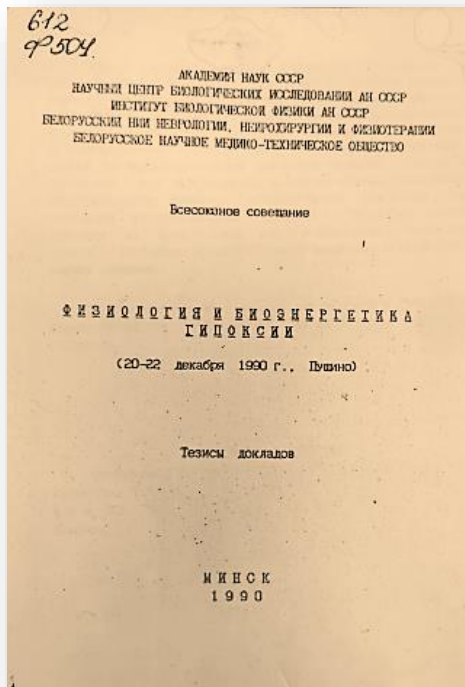 612
Ф504.
АКАДЕМИЯ НАУК СССР
НАУЧНЫЙ ЦЕНТР БИОЛОГИЧЕСКИХ ИССЛЕДОВАНИЙ АН СССР
ИНСТИТУТ БИОЛОГИЧЕСКОЙ ФИЗИКИ АН СССР
БЕЛОРУССКИЙ НИИ НЕВРОЛОГИИ, НЕЙРОХИРУРГИИ И ФИЗИОТЕРАПИИ
БЕЛОРУССКОЕ НАУЧНОЕ МЕДИКО-ТЕХНИЧЕСКОЕ ОБЩЕСТВО
Всесоюзное совещание
ФИЗИОЛОГИЯ И БИОЭНЕРГЕТИКА
ГИПОКСИИ
(20-22 декабря 1990 г., Пущино)
Тезисы докладов
МИНСК
1990